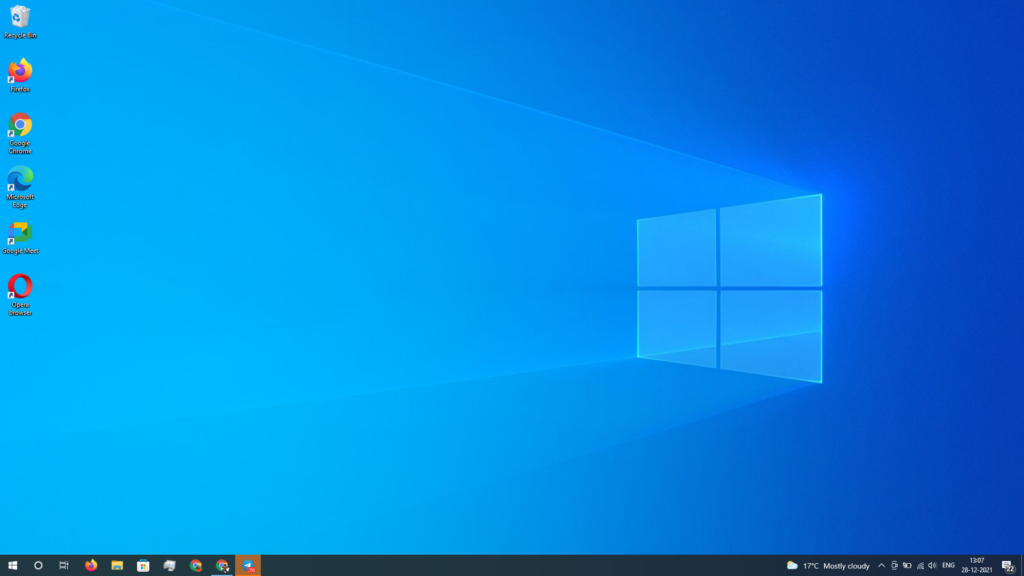 Recycle Bin
Firefox
Google
Chrome
Microsoft
Edge
Google Meet
Opera
Browser
17°C Mostly cloudy
ENG
13:07
28-12-2021
22